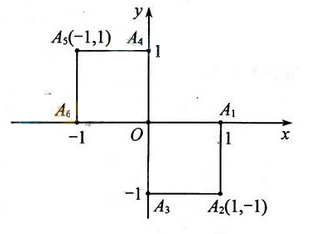 y
A₅(−1,1) A₄ 1
A₆ A₁
−1 O 1 x
−1 A₃ A₂(1,−1)